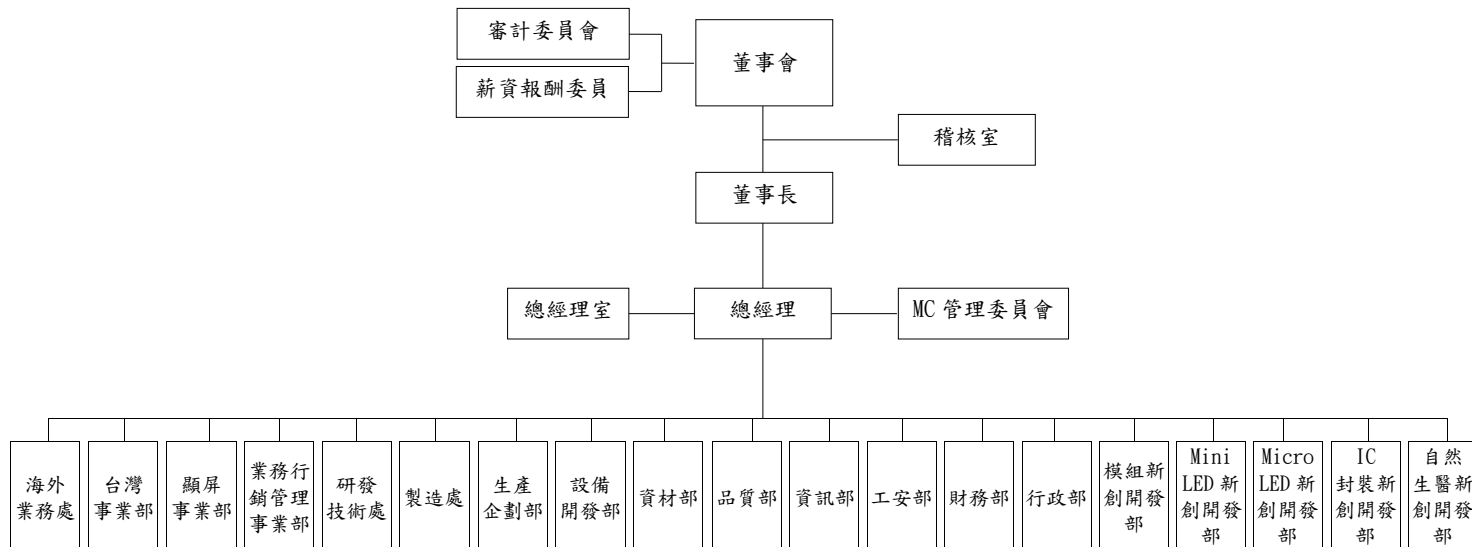 審計委員會
薪資報酬委員
董事會
稽核室
董事長
總經理室
總經理
MC 管理委員會
海外
業務處
台灣
事業部
顯屏
事業部
業務行
銷管理
事業部
研發
技術處
製造處
生產
企劃部
設備
開發部
資材部
品質部
資訊部
工安部
財務部
行政部
模組新
創開發
部
Mini
LED 新
創開發
部
Micro
LED 新
創開發
部
IC
封裝新
創開發
部
自然
生醫新
創開發
部